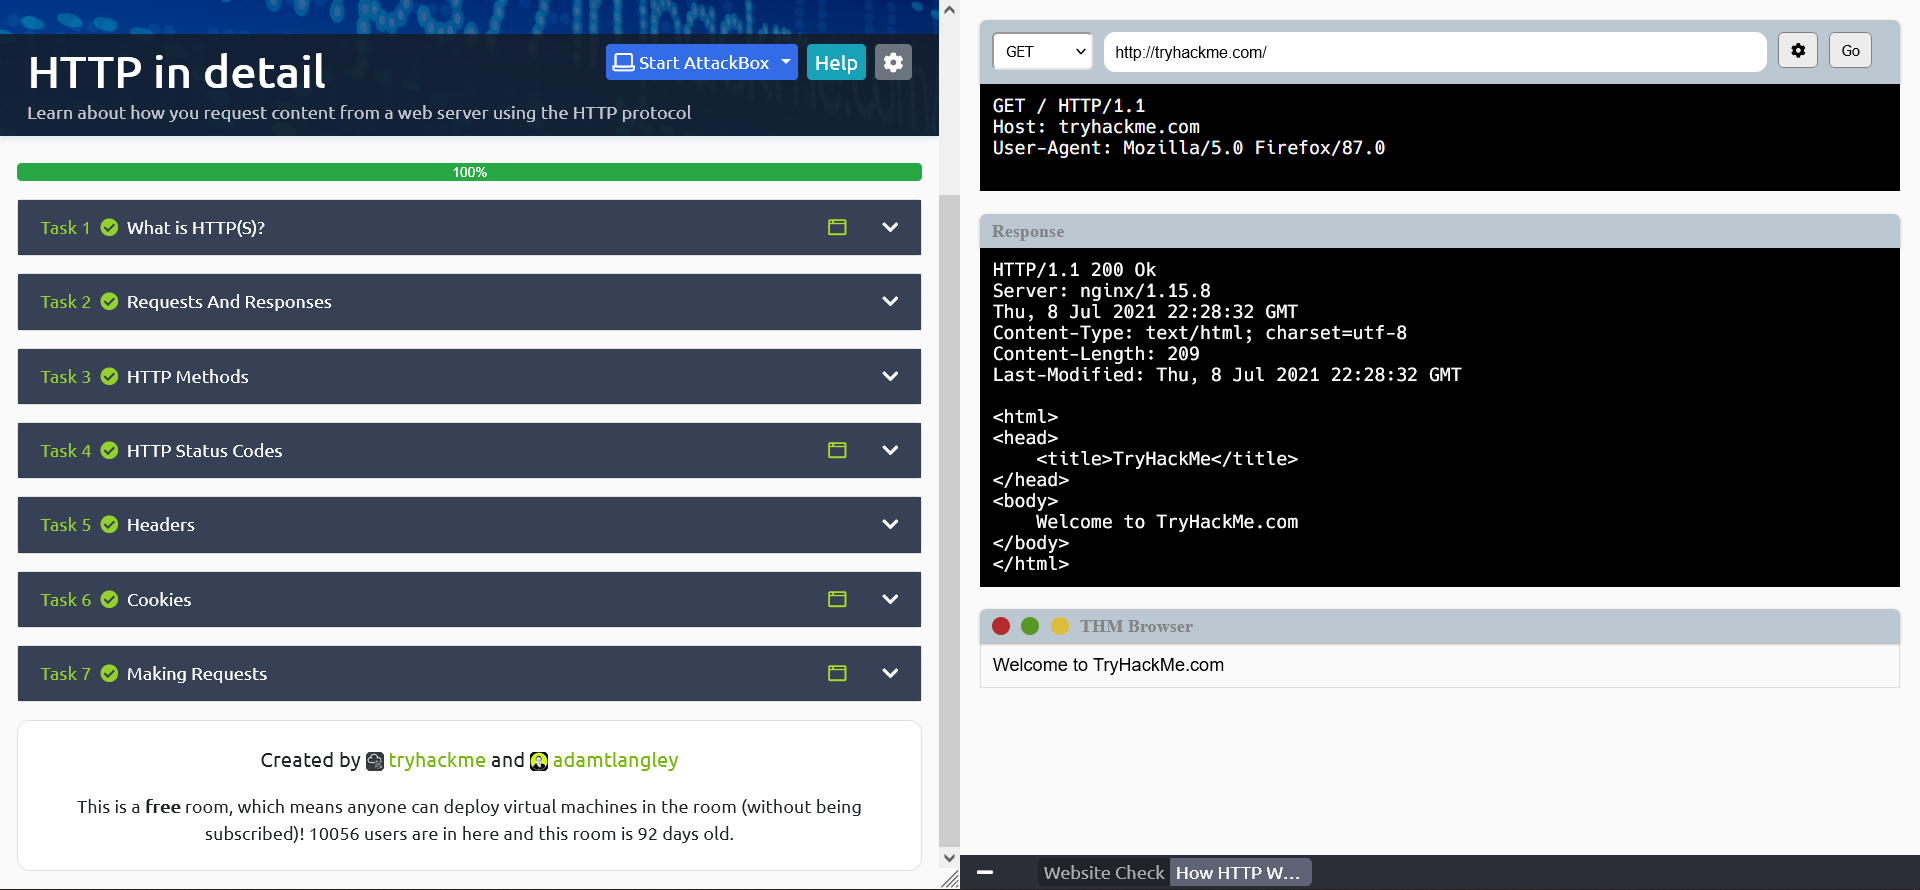 HTTP in detail
Start AttackBox
Help
Learn about how you request content from a web server using the HTTP protocol
100%
Task 1 What is HTTP(S)?
Task 2 Requests And Responses
Task 3 HTTP Methods
Task 4 HTTP Status Codes
Task 5 Headers
Task 6 Cookies
Task 7 Making Requests
Created by tryhackme and adamtlangley
This is a free room, which means anyone can deploy virtual machines in the room (without being
subscribed)! 10056 users are in here and this room is 92 days old.
GET
http://tryhackme.com/
Go
GET / HTTP/1.1
Host: tryhackme.com
User-Agent: Mozilla/5.0 Firefox/87.0
Response
HTTP/1.1 200 Ok
Server: nginx/1.15.8
Thu, 8 Jul 2021 22:28:32 GMT
Content-Type: text/html; charset=utf-8
Content-Length: 209
Last-Modified: Thu, 8 Jul 2021 22:28:32 GMT
<html>
<head>
    <title>TryHackMe</title>
</head>
<body>
    Welcome to TryHackMe.com
</body>
</html>
THM Browser
Welcome to TryHackMe.com
Website Check
How HTTP W...